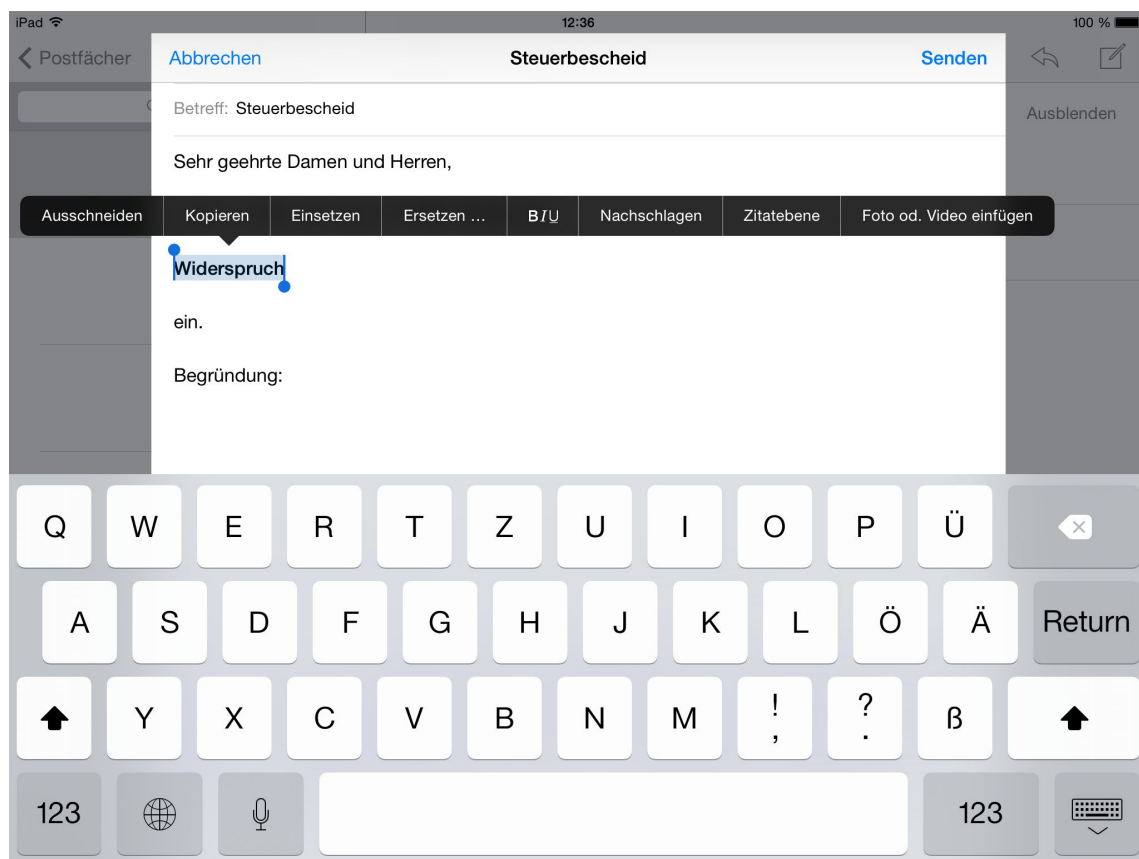 iPad 12:36 100 %
Postfächer Abbrechen Steuerbescheid Senden
Betreff: Steuerbescheid
Ausblenden
Sehr geehrte Damen und Herren,
Ausschneiden Kopieren Einsetzen Ersetzen ... B I U Nachschlagen Zitatebene Foto od. Video einfügen
Widerspruch
ein.
Begründung:
Q W E R T Z U I O P Ü
A S D F G H J K L Ö Ä Return
Y X C V B N M ! , ? . ß
123 123